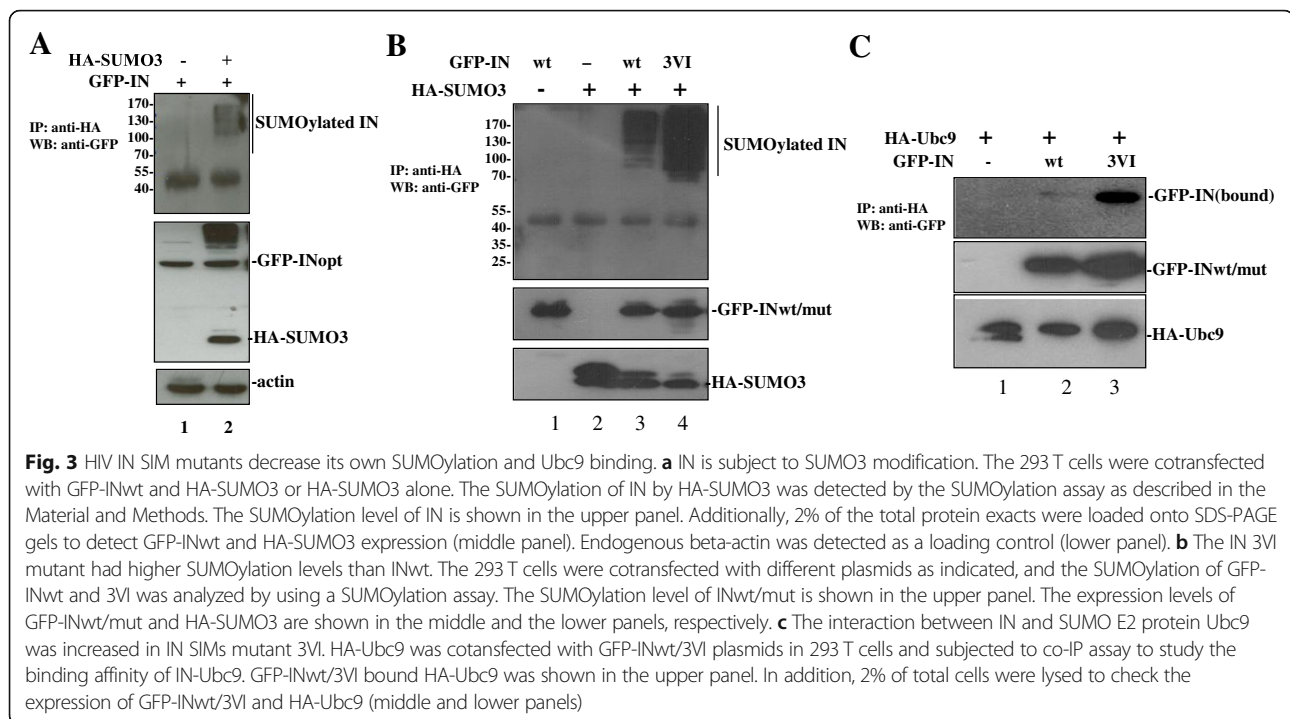 A
HA-SUMO3 - +
GFP-IN + +
170-
130-
100-
70-
55-
40-
IP: anti-HA
WB: anti-GFP
SUMOylated IN
-GFP-INopt
-HA-SUMO3
-actin
1 2
B
GFP-IN wt – wt 3VI
HA-SUMO3 - + + +
170-
130-
100-
70-
55-
40-
35-
25-
IP: anti-HA
WB: anti-GFP
SUMOylated IN
-GFP-INwt/mut
-HA-SUMO3
1 2 3 4
C
HA-Ubc9 + + +
GFP-IN - wt 3VI
IP: anti-HA
WB: anti-GFP
-GFP-IN(bound)
-GFP-INwt/mut
-HA-Ubc9
1 2 3
Fig. 3 HIV IN SIM mutants decrease its own SUMOylation and Ubc9 binding. a IN is subject to SUMO3 modification. The 293 T cells were cotransfected
with GFP-INwt and HA-SUMO3 or HA-SUMO3 alone. The SUMOylation of IN by HA-SUMO3 was detected by the SUMOylation assay as described in the
Material and Methods. The SUMOylation level of IN is shown in the upper panel. Additionally, 2% of the total protein exacts were loaded onto SDS-PAGE
gels to detect GFP-INwt and HA-SUMO3 expression (middle panel). Endogenous beta-actin was detected as a loading control (lower panel). b The IN 3VI
mutant had higher SUMOylation levels than INwt. The 293 T cells were cotransfected with different plasmids as indicated, and the SUMOylation of GFP-
INwt and 3VI was analyzed by using a SUMOylation assay. The SUMOylation level of INwt/mut is shown in the upper panel. The expression levels of
GFP-INwt/mut and HA-SUMO3 are shown in the middle and the lower panels, respectively. c The interaction between IN and SUMO E2 protein Ubc9
was increased in IN SIMs mutant 3VI. HA-Ubc9 was cotansfected with GFP-INwt/3VI plasmids in 293 T cells and subjected to co-IP assay to study the
binding affinity of IN-Ubc9. GFP-INwt/3VI bound HA-Ubc9 was shown in the upper panel. In addition, 2% of total cells were lysed to check the
expression of GFP-INwt/3VI and HA-Ubc9 (middle and lower panels)